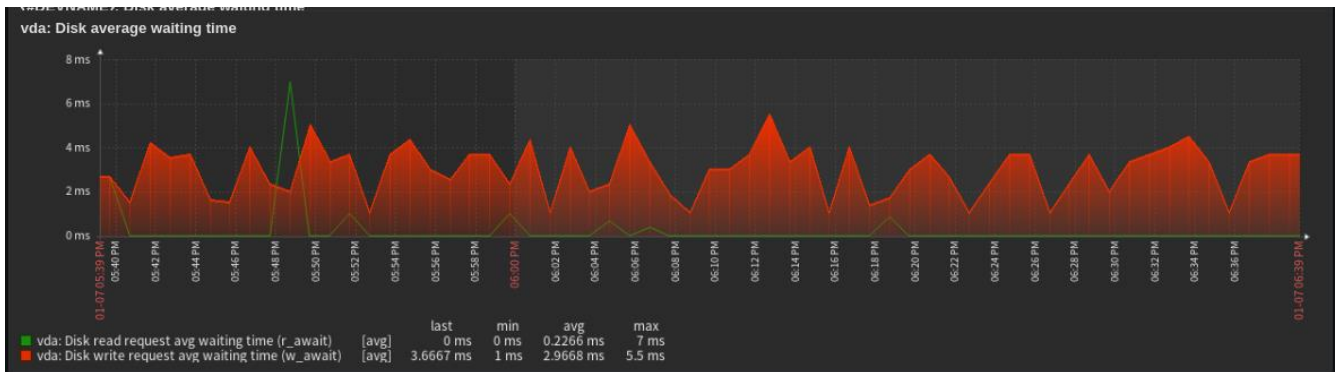 vda: Disk average waiting time
8 ms
6 ms
4 ms
2 ms
0 ms
01-07 05:39 PM
05:40 PM
05:42 PM
05:44 PM
05:46 PM
05:48 PM
05:50 PM
05:52 PM
05:54 PM
05:56 PM
05:58 PM
06:00 PM
06:02 PM
06:04 PM
06:06 PM
06:08 PM
06:10 PM
06:12 PM
06:14 PM
06:16 PM
06:18 PM
06:20 PM
06:22 PM
06:24 PM
06:26 PM
06:28 PM
06:30 PM
06:32 PM
06:34 PM
06:36 PM
01-07 06:39 PM
last min avg max
vda: Disk read request avg waiting time (r_await) [avg] 0 ms 0 ms 0.2266 ms 7 ms
vda: Disk write request avg waiting time (w_await) [avg] 3.6667 ms 1 ms 2.9668 ms 5.5 ms